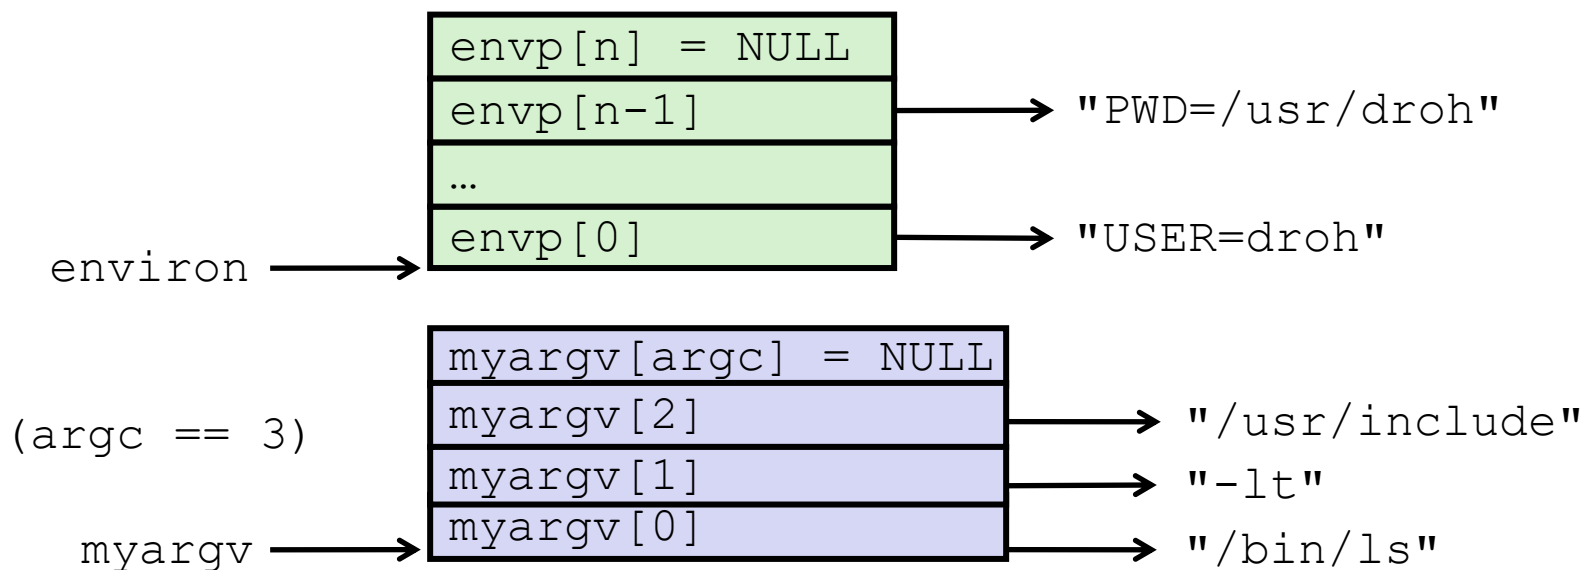 envp[n] = NULL
envp[n-1] "PWD=/usr/droh"
…
envp[0] "USER=droh"
environ
myargv[argc] = NULL
(argc == 3) myargv[2] "/usr/include"
myargv[1] "-lt"
myargv myargv[0] "/bin/ls"